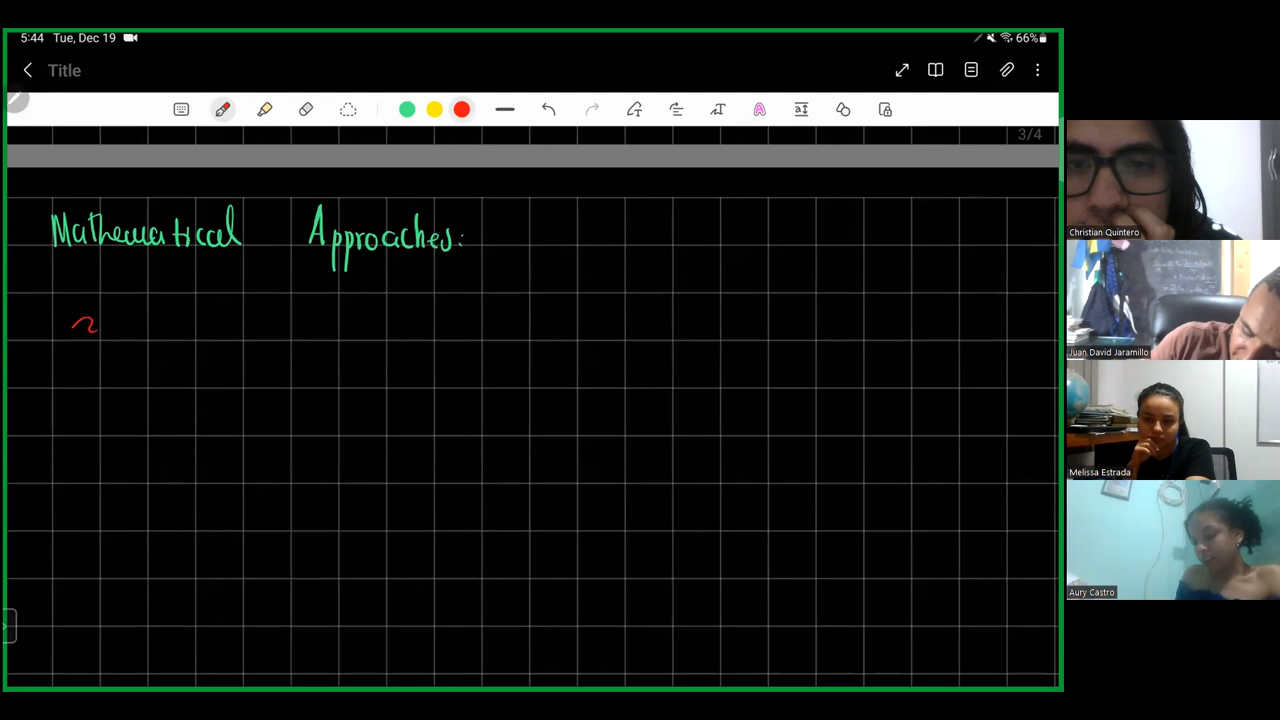 5:44 Tue, Dec 19 66%
Title
3/4
Mathematical Approaches:
Christian Quintero
Juan David Jaramillo
Melissa Estrada
Aury Castro